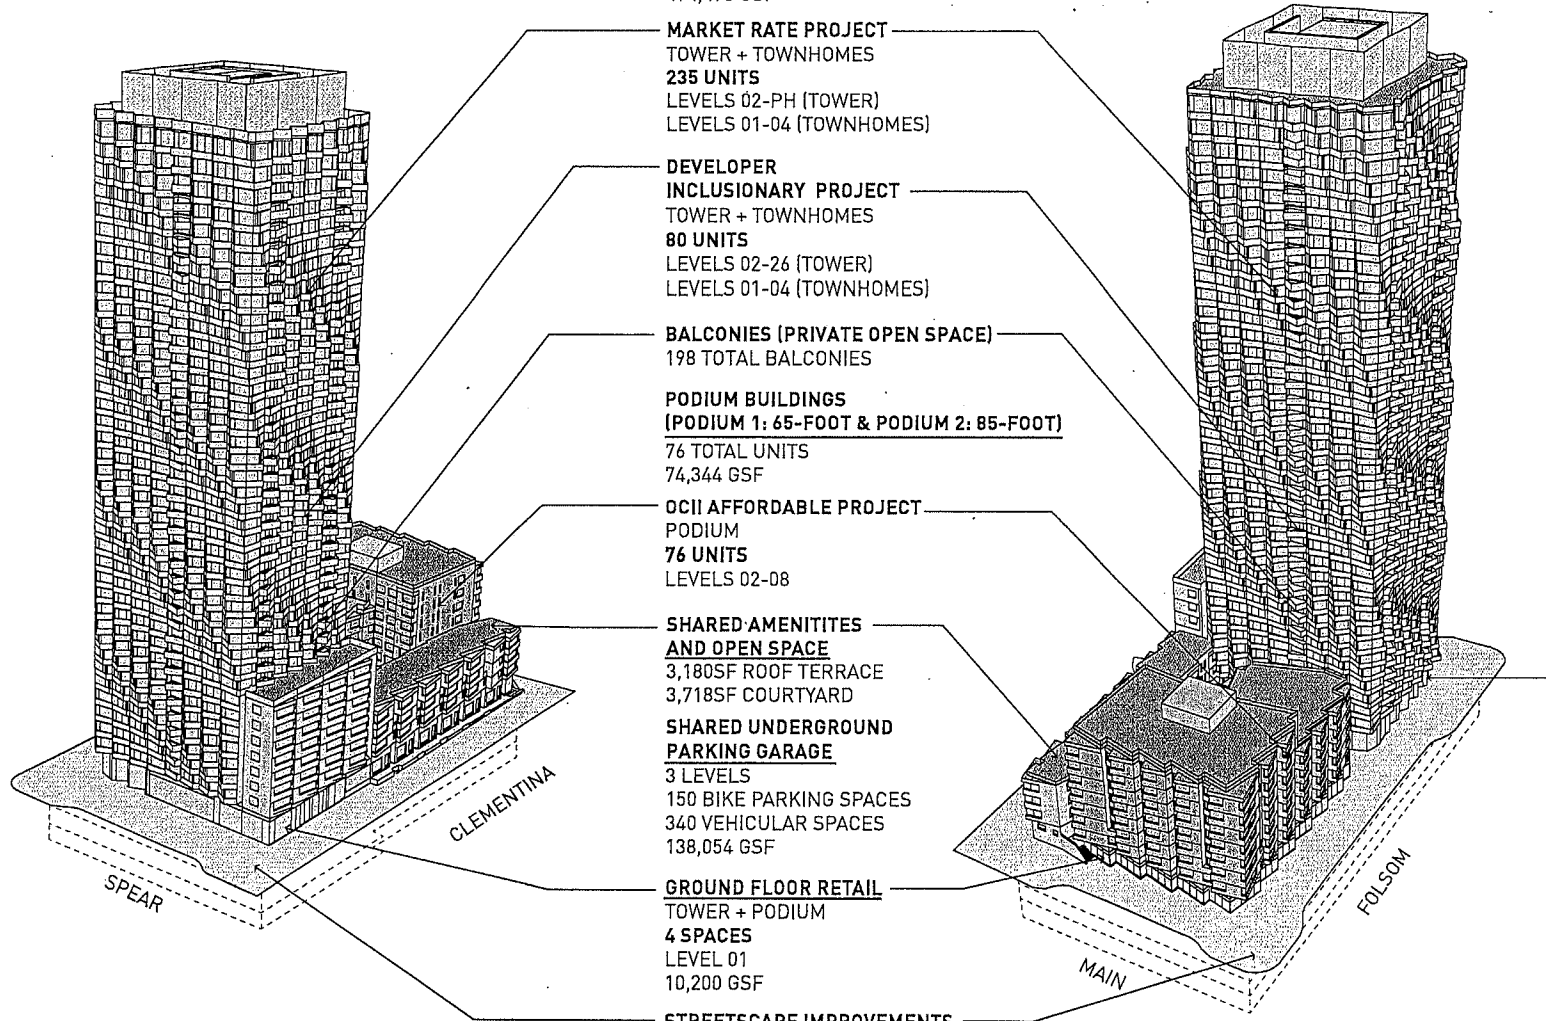 MARKET RATE PROJECT
TOWER + TOWNHOMES
235 UNITS
LEVELS 02-PH (TOWER)
LEVELS 01-04 (TOWNHOMES)
DEVELOPER
INCLUSIONARY PROJECT
TOWER + TOWNHOMES
80 UNITS
LEVELS 02-26 (TOWER)
LEVELS 01-04 (TOWNHOMES)
BALCONIES (PRIVATE OPEN SPACE)
198 TOTAL BALCONIES
PODIUM BUILDINGS
(PODIUM 1: 65-FOOT & PODIUM 2: 85-FOOT)
76 TOTAL UNITS
74,344 GSF
OCII AFFORDABLE PROJECT
PODIUM
76 UNITS
LEVELS 02-08
SHARED AMENITITES
AND OPEN SPACE
3,180SF ROOF TERRACE
3,718SF COURTYARD
SHARED UNDERGROUND
PARKING GARAGE
3 LEVELS
150 BIKE PARKING SPACES
340 VEHICULAR SPACES
138,054 GSF
GROUND FLOOR RETAIL
TOWER + PODIUM
4 SPACES
LEVEL 01
10,200 GSF
STREETSCAPE IMPROVEMENTS
SPEAR
CLEMENTINA
MAIN
FOLSOM